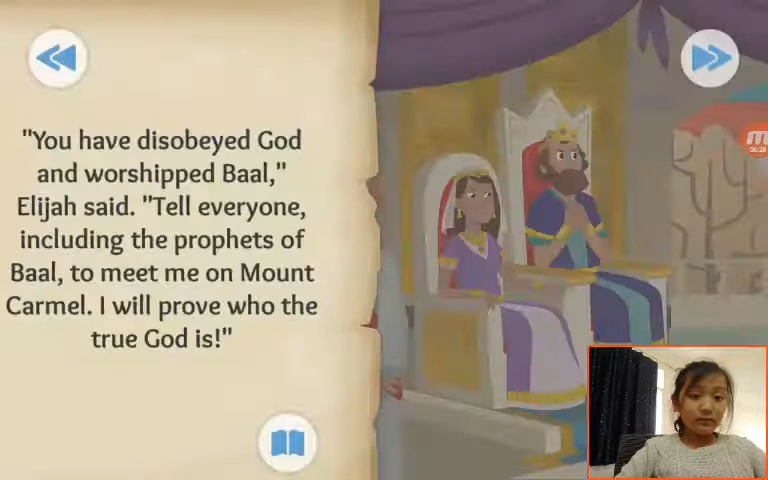 "You have disobeyed God
and worshipped Baal,"
Elijah said. "Tell everyone,
including the prophets of
Baal, to meet me on Mount
Carmel. I will prove who the
true God is!"